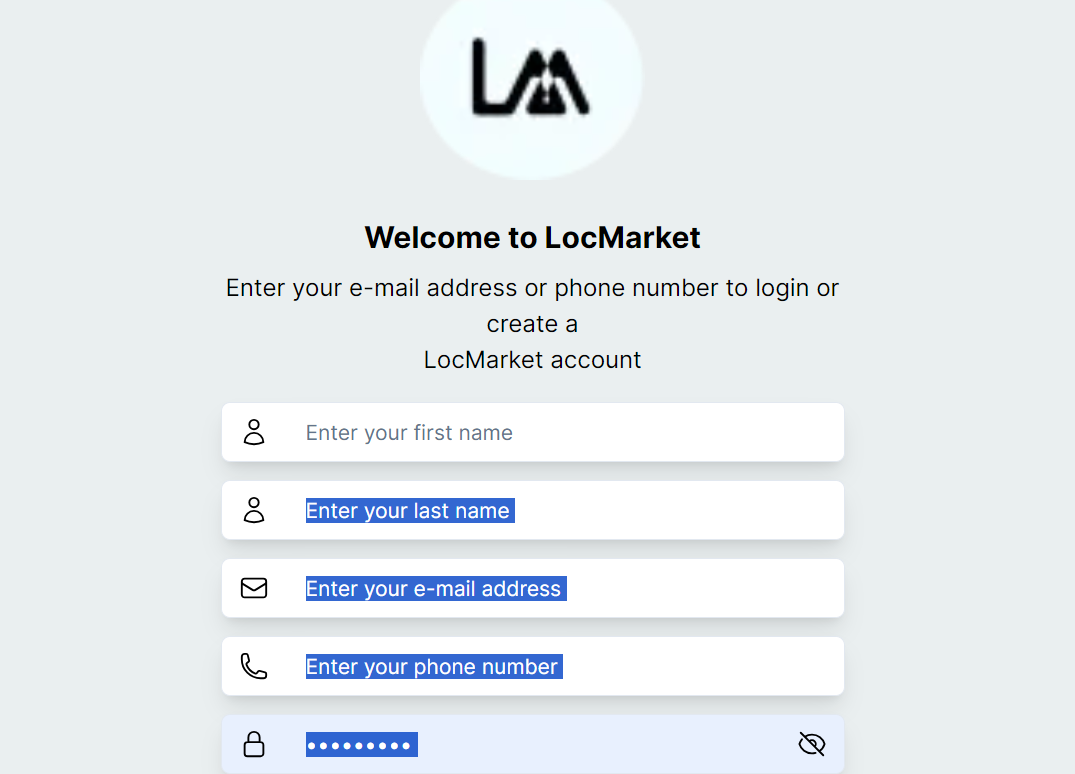 LM
Welcome to LocMarket
Enter your e-mail address or phone number to login or
create a
LocMarket account
Enter your first name
Enter your last name
Enter your e-mail address
Enter your phone number
•••••••••